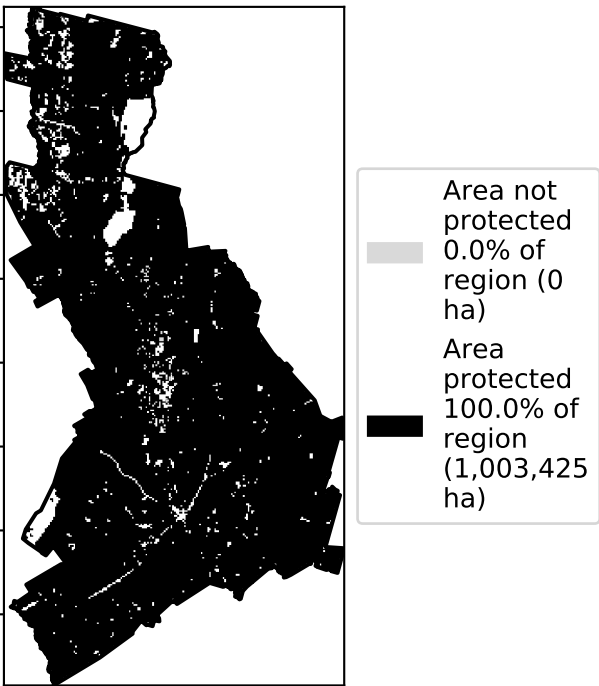 Area not
protected
0.0% of
region (0
ha)
Area
protected
100.0% of
region
(1,003,425
ha)